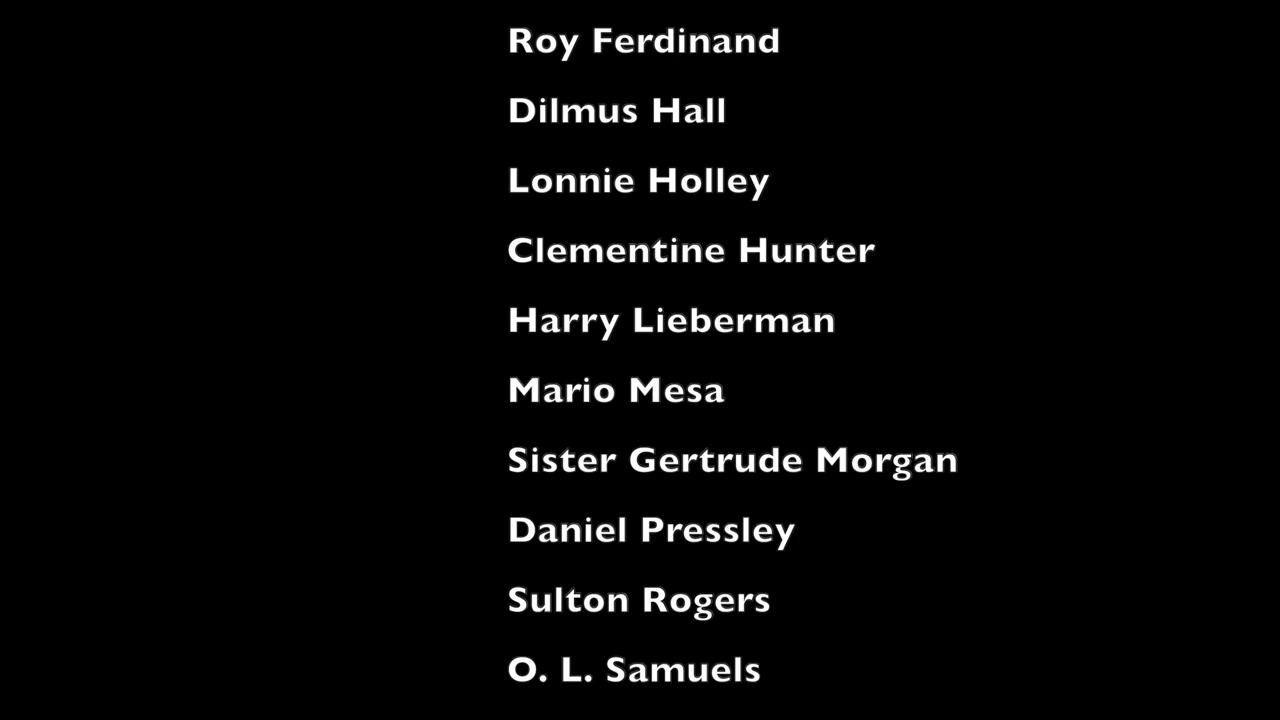 Roy Ferdinand
Dilmus Hall
Lonnie Holley
Clementine Hunter
Harry Lieberman
Mario Mesa
Sister Gertrude Morgan
Daniel Pressley
Sulton Rogers
O. L. Samuels